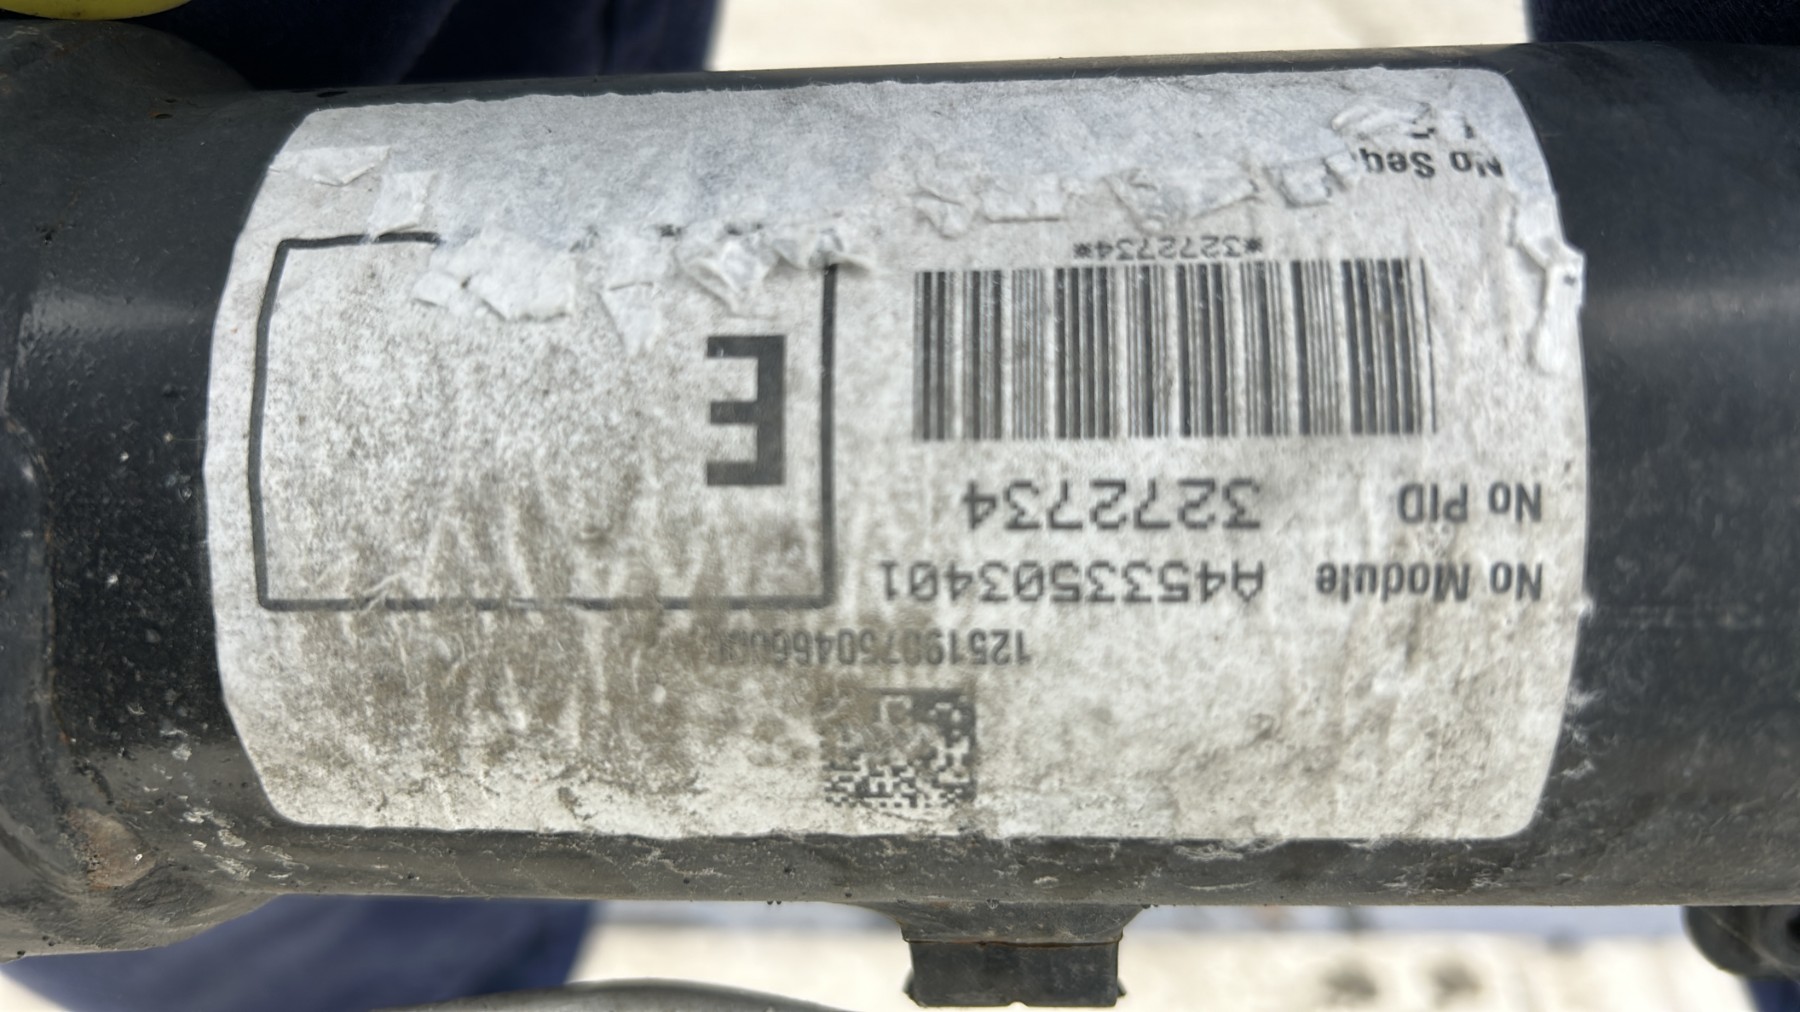 No Module A4533503401
No PID 3272734
*3272734*
No Seq.
E